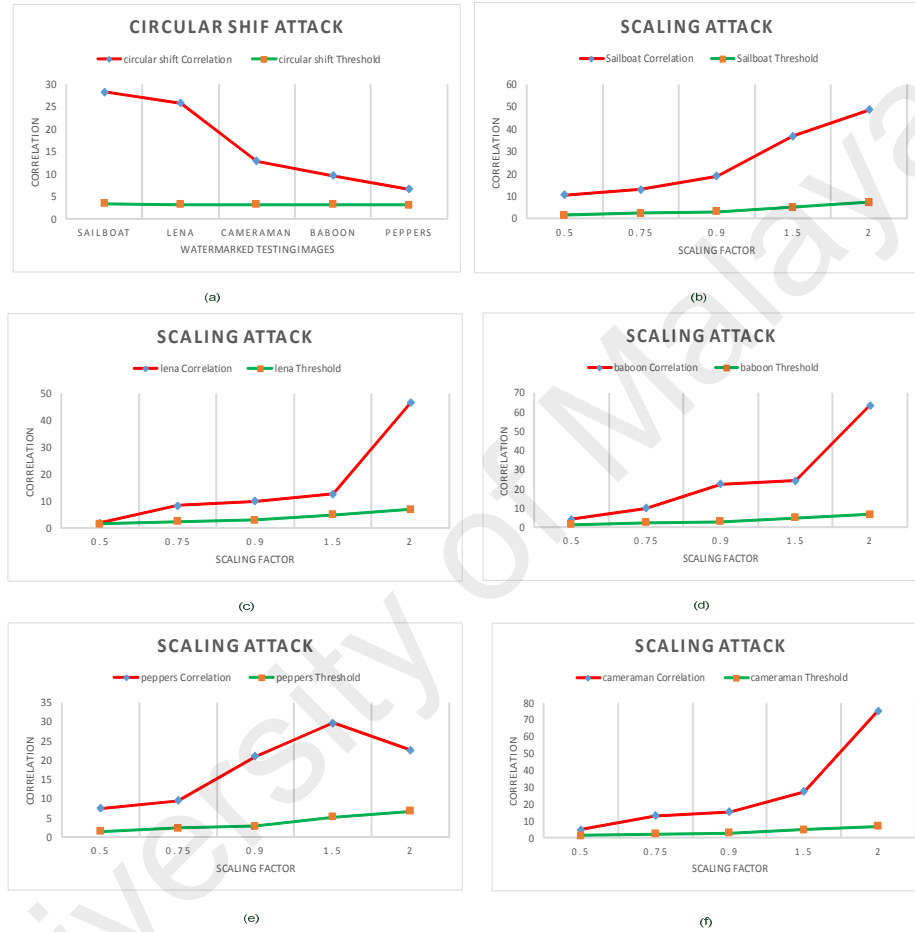 CIRCULAR SHIF ATTACK
circular shift Correlation circular shift Threshold
CORRELATION
30
25
20
15
10
5
0
SAILBOAT LENA CAMERAMAN BABOON PEPPERS
WATERMARKED TESTING IMAGES
(a)
SCALING ATTACK
Sailboat Correlation Sailboat Threshold
CORRELATION
60
50
40
30
20
10
0
0.5 0.75 0.9 1.5 2
SCALING FACTOR
(b)
SCALING ATTACK
lena Correlation lena Threshold
CORRELATION
50
40
30
20
10
0
0.5 0.75 0.9 1.5 2
SCALING FACTOR
(c)
SCALING ATTACK
baboon Correlation baboon Threshold
CORRELATION
70
60
50
40
30
20
10
0
0.5 0.75 0.9 1.5 2
SCALING FACTOR
(d)
SCALING ATTACK
peppers Correlation peppers Threshold
CORRELATION
35
30
25
20
15
10
5
0
0.5 0.75 0.9 1.5 2
SCALING FACTOR
(e)
SCALING ATTACK
cameraman Correlation cameraman Threshold
CORRELATION
80
70
60
50
40
30
20
10
0
0.5 0.75 0.9 1.5 2
SCALING FACTOR
(f)
versity of Malaya